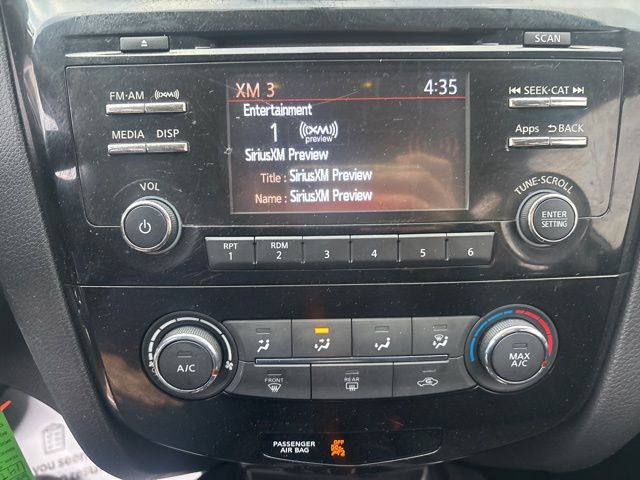 SCAN
FM·AM ((XM))
SEEK·CAT
MEDIA DISP
Apps BACK
XM 3 4:35
Entertainment
1 ((XM))
preview
SiriusXM Preview
Title : SiriusXM Preview
Name : SiriusXM Preview
VOL
TUNE·SCROLL
ENTER
SETTING
RPT RDM
1 2 3 4 5 6
A/C
MAX
A/C
FRONT REAR
PASSENGER
AIR BAG
OFF
you see